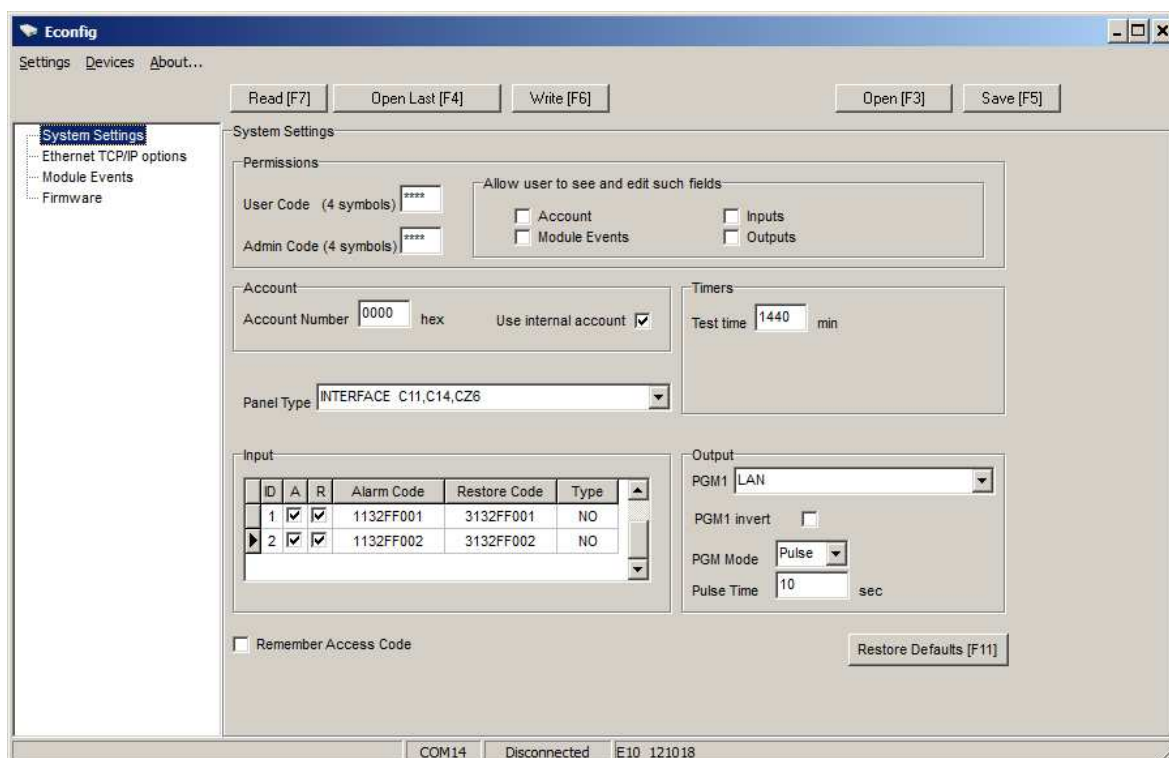 Econfig
Settings Devices About...
Read [F7] Open Last [F4] Write [F6] Open [F3] Save [F5]
System Settings
Ethernet TCP/IP options
Module Events
Firmware
System Settings
Permissions
User Code (4 symbols) ****
Admin Code (4 symbols) ****
Allow user to see and edit such fields
Account Inputs
Module Events Outputs
Account
Account Number 0000 hex Use internal account
Timers
Test time 1440 min
Panel Type INTERFACE C11,C14,CZ6
Input
ID A R Alarm Code Restore Code Type
1 1132FF001 3132FF001 NO
2 1132FF002 3132FF002 NO
Output
PGM1 LAN
PGM1 invert
PGM Mode Pulse
Pulse Time 10 sec
Remember Access Code
Restore Defaults [F11]
COM14 Disconnected E10_121018